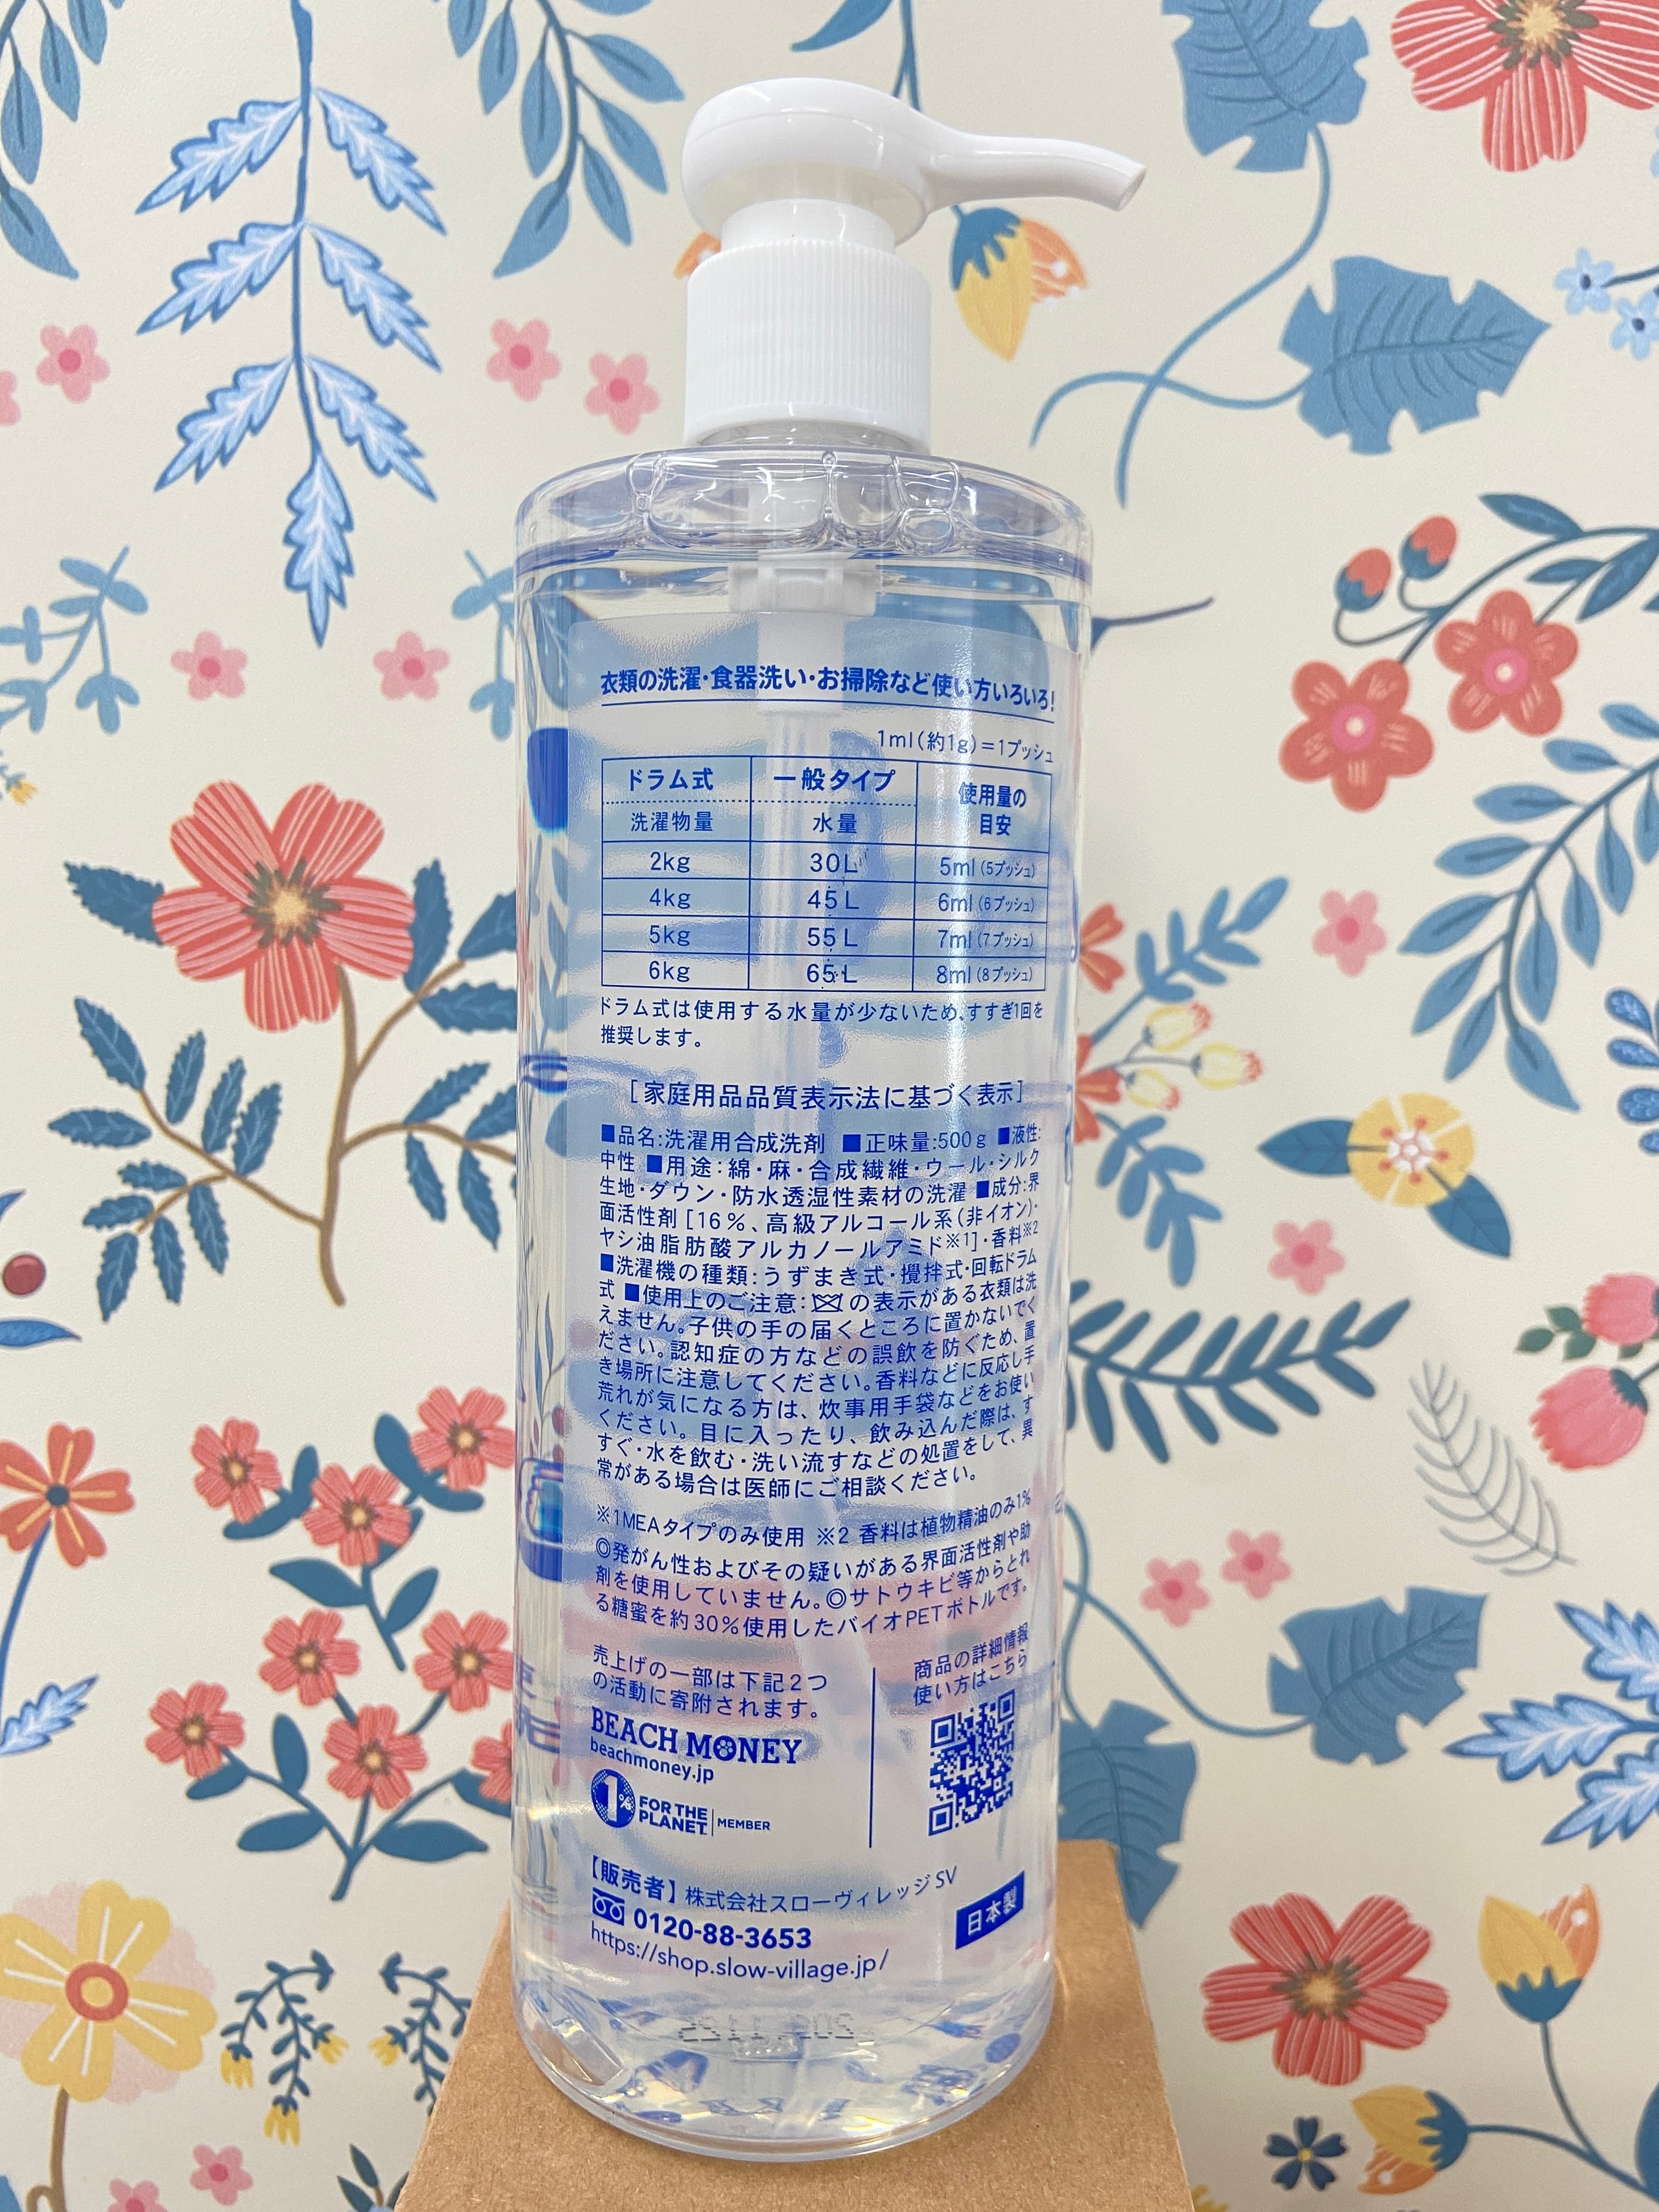 衣類の洗濯・食器洗い・お掃除など使い方いろいろ!
1ml(約1g)=1プッシュ
ドラム式 一般タイプ 使用量の目安
洗濯物量 水量
2kg 30L 5ml(5プッシュ)
4kg 45L 6ml(6プッシュ)
5kg 55L 7ml(7プッシュ)
6kg 65L 8ml(8プッシュ)
ドラム式は使用する水量が少ないため、すすぎ1回を
推奨します。
[家庭用品品質表示法に基づく表示]
■品名:洗濯用合成洗剤 ■正味量:500g ■液性:
中性 ■用途:綿・麻・合成繊維・ウール・シルク
生地・ダウン・防水透湿性素材の洗濯 ■成分:界
面活性剤[16%、高級アルコール系(非イオン)・
ヤシ油脂肪酸アルカノールアミド※1]・香料※2
■洗濯機の種類:うずまき式・攪拌式・回転ドラム
式 ■使用上のご注意:の表示がある衣類は洗
えません。子供の手の届くところに置かないでく
ださい。認知症の方などの誤飲を防ぐため、置
き場所に注意してください。香料などに反応し手
荒れが気になる方は、炊事用手袋などをお使い
ください。目に入ったり、飲み込んだ際は、す
すぐ・水を飲む・洗い流すなどの処置をして、異
常がある場合は医師にご相談ください。
※1MEAタイプのみ使用 ※2 香料は植物精油のみ1%
◎発がん性およびその疑いがある界面活性剤や助
剤を使用していません。◎サトウキビ等からとれ
る糖蜜を約30%使用したバイオPETボトルです。
売上げの一部は下記2つ
の活動に寄附されます。
BEACH MONEY
beachmoney.jp
1% FOR THE
PLANET MEMBER
商品の詳細情報
使い方はこちら
【販売者】株式会社スローヴィレッジSV
0120-88-3653
https://shop.slow-village.jp/
日本製